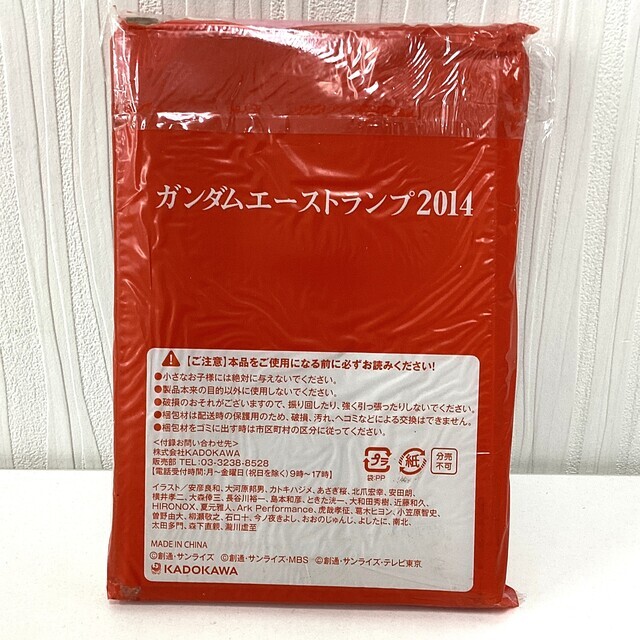 ガンダムエーストランプ2014
【ご注意】本品をご使用になる前に必ずお読みください!
●小さなお子様には絶対に与えないでください。
●製品本来の目的以外に使用しないでください。
●破損のおそれがございますので、振り回したり、強く引っ張ったりしないでください。
●梱包材は配送時の保護用のため、破損、汚れ、ヘコミなどによる交換はできません。
●梱包材をゴミに出す時は市区町村の区分に従ってください。
<付録お問い合わせ先>
株式会社KADOKAWA
販売部 TEL:03-3238-8528
【電話受付時間:月〜金曜日(祝日を除く)9時〜17時】
プラ
袋:PP
紙
分売
不可
イラスト/安彦良和、大河原邦男、カトキハジメ、あさぎ桜、北爪宏幸、安田朗、
横井孝二、大森倖三、長谷川裕一、島本和彦、ときた洸一、大和田秀樹、近藤和久、
HIRONOX、夏元雅人、Ark Performance、虎哉孝征、葛木ヒヨン、小笠原智史、
曽野由大、柳瀬敬之、石口十、今ノ夜きよし、おおのじゅんじ、よしたに、南北、
太田多門、森下直親、瀧川虚至
MADE IN CHINA
©創通・サンライズ ©創通・サンライズ・MBS ©創通・サンライズ・テレビ東京
KADOKAWA